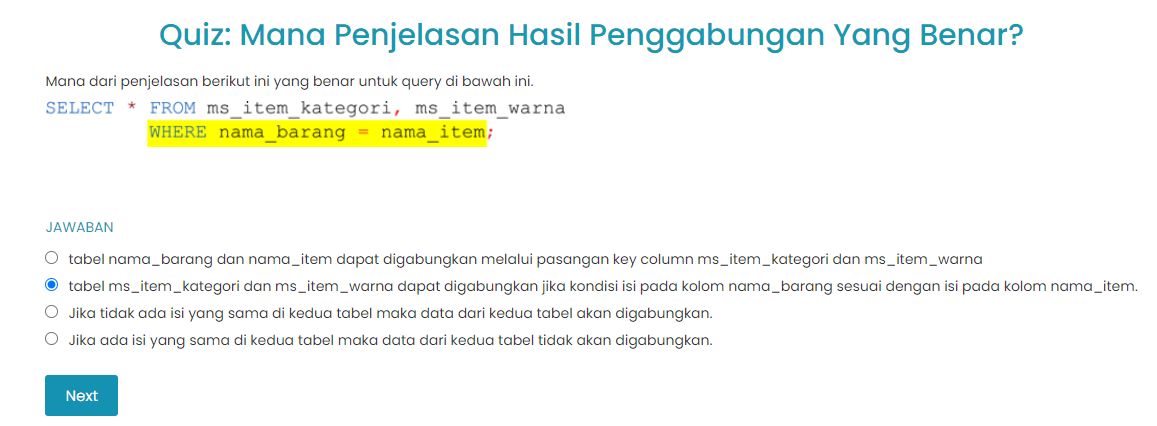 Quiz: Mana Penjelasan Hasil Penggabungan Yang Benar?
Mana dari penjelasan berikut ini yang benar untuk query di bawah ini.
SELECT * FROM ms_item_kategori, ms_item_warna
WHERE nama_barang = nama_item;
JAWABAN
tabel nama_barang dan nama_item dapat digabungkan melalui pasangan key column ms_item_kategori dan ms_item_warna
tabel ms_item_kategori dan ms_item_warna dapat digabungkan jika kondisi isi pada kolom nama_barang sesuai dengan isi pada kolom nama_item.
Jika tidak ada isi yang sama di kedua tabel maka data dari kedua tabel akan digabungkan.
Jika ada isi yang sama di kedua tabel maka data dari kedua tabel tidak akan digabungkan.
Next